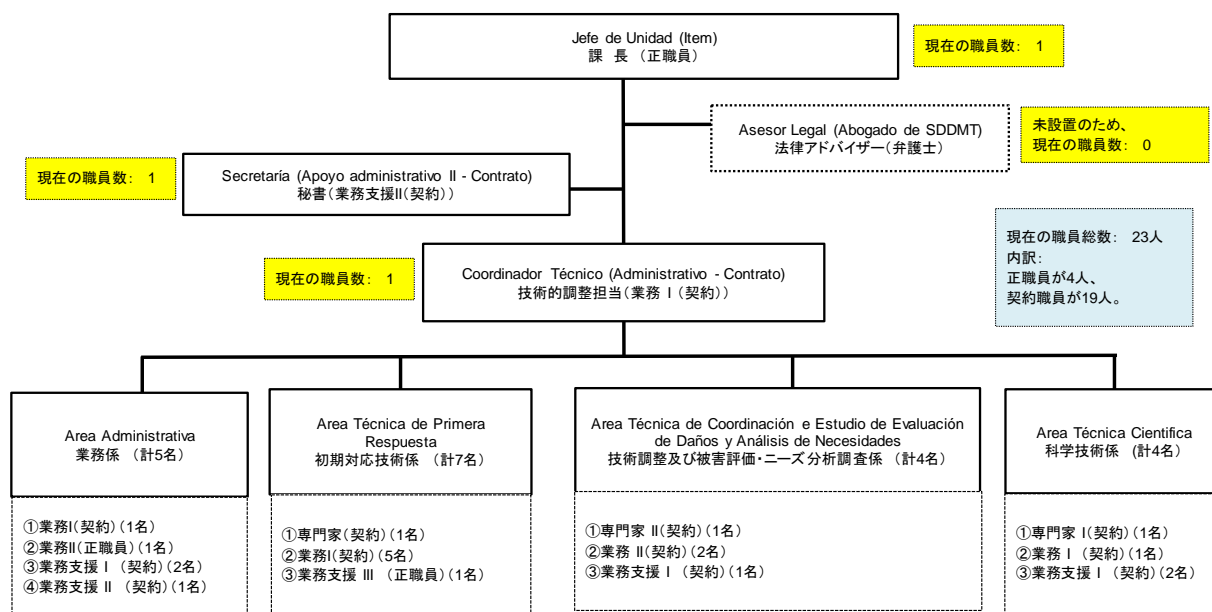 Jefe de Unidad (Item)
課 長 (正職員)
現在の職員数: 1
Asesor Legal (Abogado de SDDMT)
法律アドバイザー(弁護士)
未設置のため、
現在の職員数: 0
現在の職員数: 1
Secretaría (Apoyo administrativo II - Contrato)
秘書(業務支援II(契約))
現在の職員総数: 23人
内訳:
正職員が4人、
契約職員が19人。
現在の職員数: 1
Coordinador Técnico (Administrativo - Contrato)
技術的調整担当(業務 I (契約))
Area Administrativa
業務係 (計5名)
①業務I(契約)(1名)
②業務II(正職員)(1名)
③業務支援 I (契約)(2名)
④業務支援 II (契約)(1名)
Area Técnica de Primera
Respuesta
初期対応技術係 (計7名)
①専門家(契約)(1名)
②業務I(契約)(5名)
③業務支援 III (正職員)(1名)
Area Técnica de Coordinación e Estudio de Evaluación
de Daños y Análisis de Necesidades
技術調整及び被害評価・ニーズ分析調査係 (計4名)
①専門家 II(契約)(1名)
②業務 II(契約)(2名)
③業務支援 I (契約)(1名)
Area Técnica Cientifica
科学技術係 (計4名)
①専門家 I(契約)(1名)
②業務 I (契約)(1名)
③業務支援 I (契約)(2名)